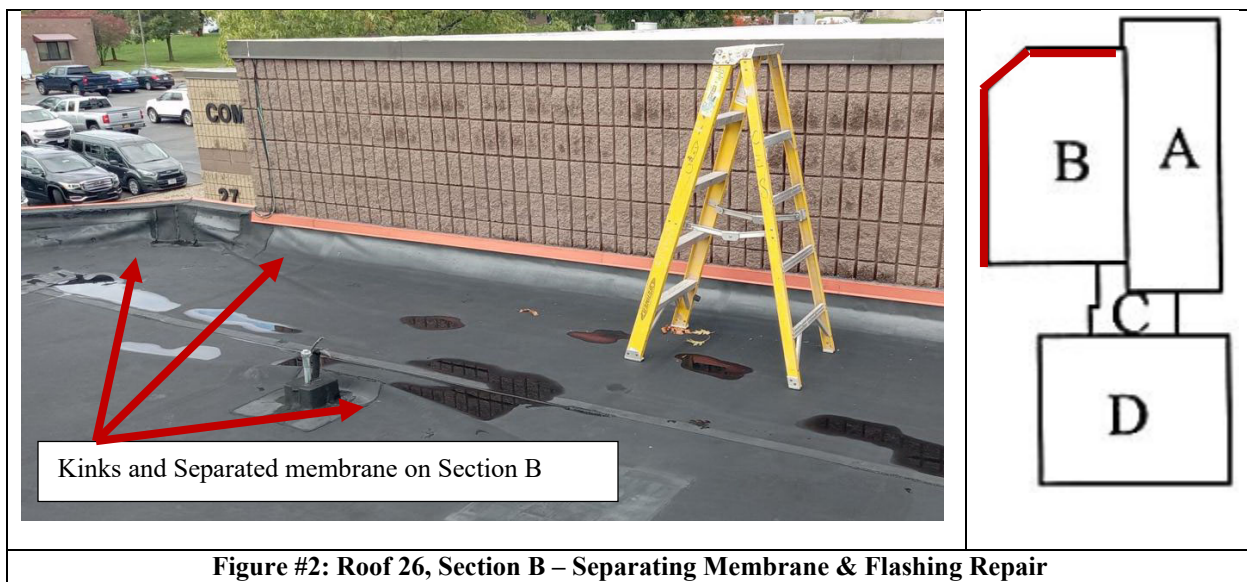 COM
27
Kinks and Separated membrane on Section B
A
B
C
D
Figure #2: Roof 26, Section B – Separating Membrane & Flashing Repair